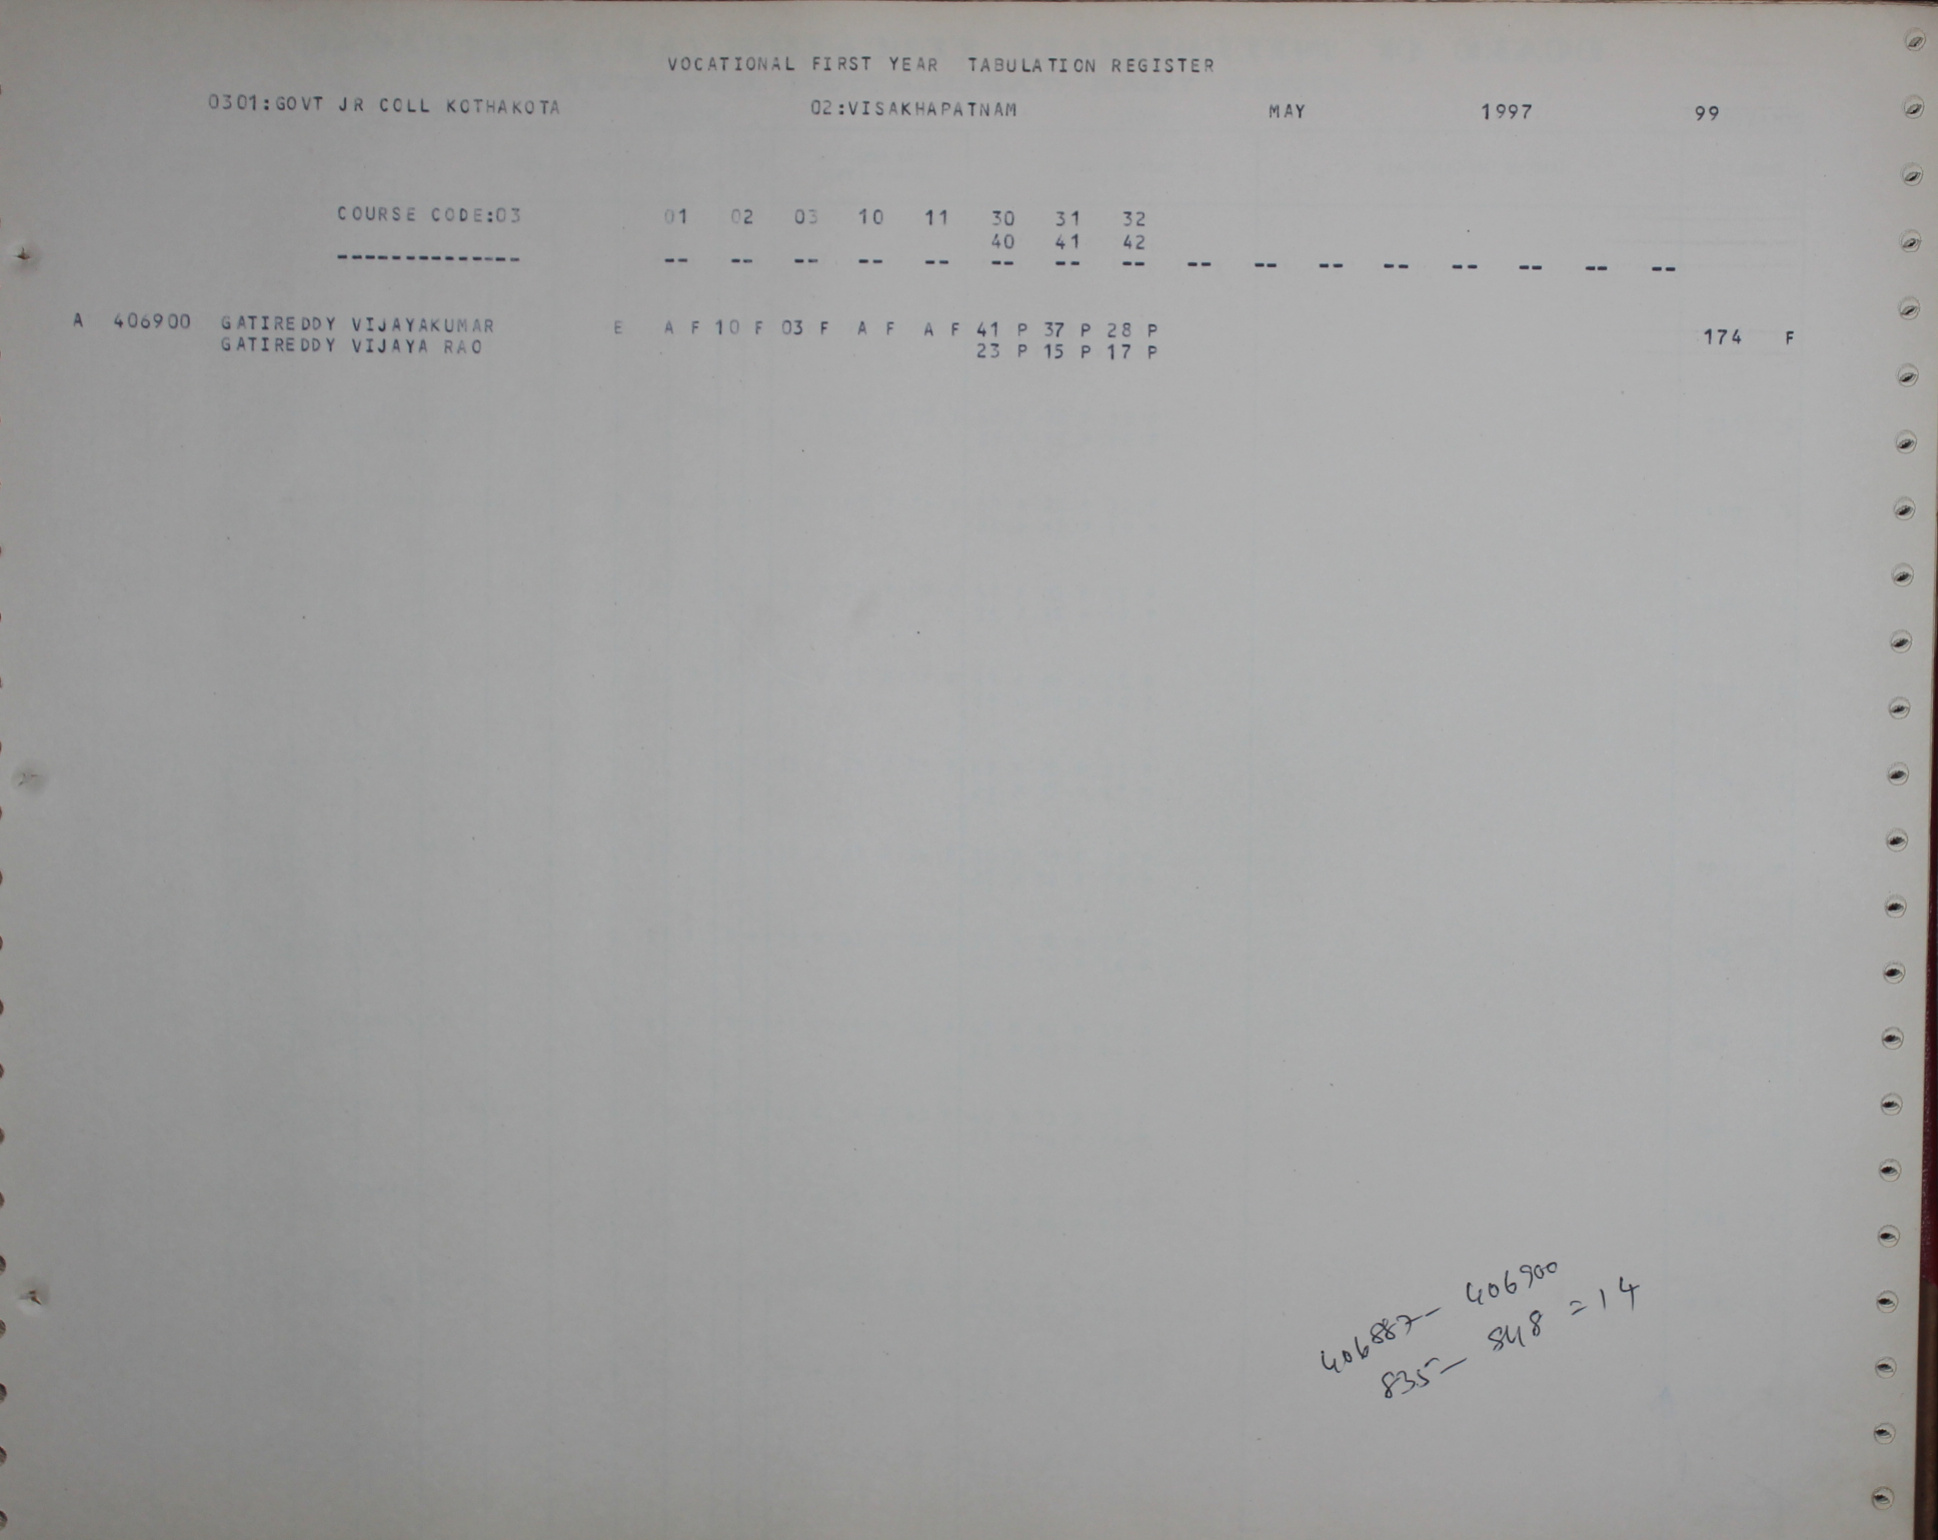 VOCATIONAL FIRST YEAR TABULATION REGISTER
0301:GOVT JR COLL KOTHAKOTA 02:VISAKHAPATNAM MAY 1997 99
COURSE CODE:03 01 02 03 10 11 30 31 32
40 41 42
-------------- -- -- -- -- -- -- -- -- -- -- -- -- -- -- -- --
A 406900 GATIREDDY VIJAYAKUMAR E A F 10 F 03 F A F A F 41 P 37 P 28 P
174 F
GATIREDDY VIJAYA RAO 23 P 15 P 17 P
406887- 406900
835- 848 = 14